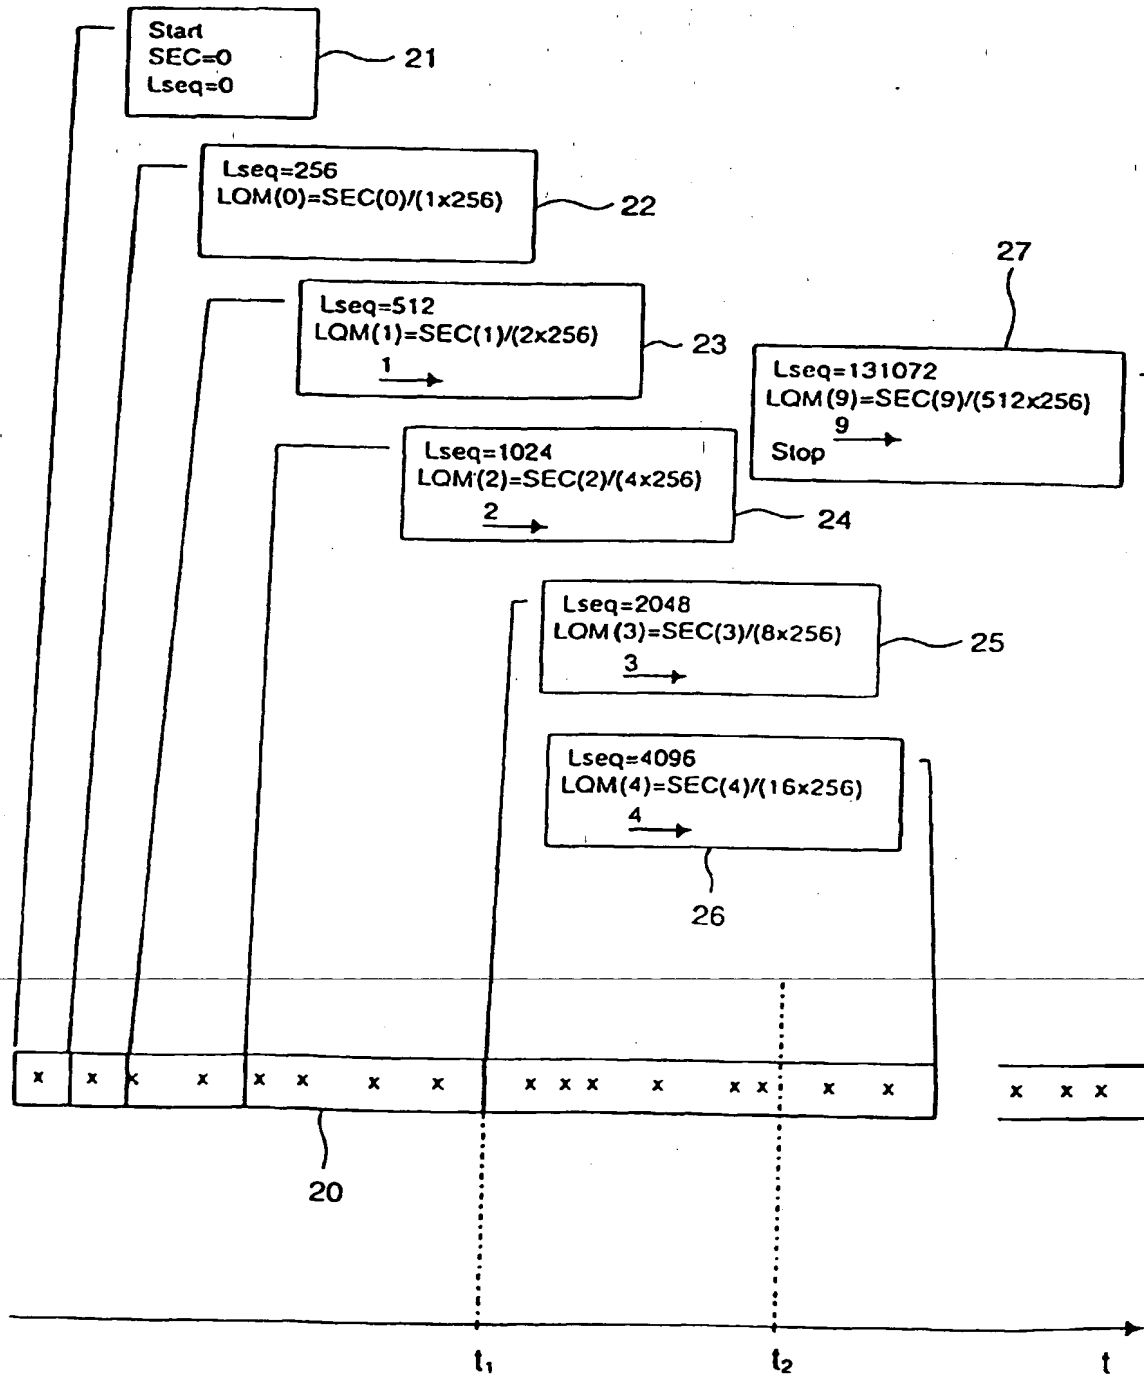 Start
SEC=0
Lseq=0
21
Lseq=256
LQM(0)=SEC(0)/(1x256)
22
27
Lseq=512
LQM(1)=SEC(1)/(2x256)
1
23
Lseq=131072
LQM(9)=SEC(9)/(512x256)
9
Stop
Lseq=1024
LQM(2)=SEC(2)/(4x256)
2
24
Lseq=2048
LQM(3)=SEC(3)/(8x256)
3
25
Lseq=4096
LQM(4)=SEC(4)/(16x256)
4
26
x x x x x x x x x x x x x x x x x x x
20
t₁ t₂ t